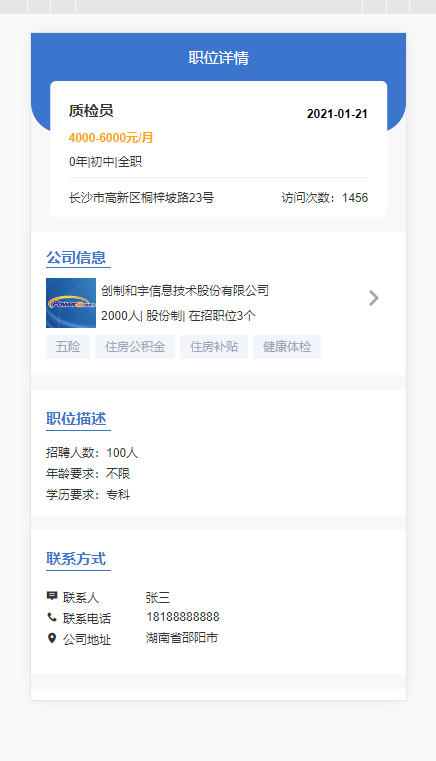 职位详情
质检员
2021-01-21
4000-6000元/月
0年|初中|全职
长沙市高新区桐梓坡路23号 访问次数：1456
公司信息
创制和宇信息技术股份有限公司
2000人| 股份制| 在招职位3个
五险 住房公积金 住房补贴 健康体检
职位描述
招聘人数：100人
年龄要求：不限
学历要求：专科
联系方式
联系人 张三
联系电话 18188888888
公司地址 湖南省邵阳市